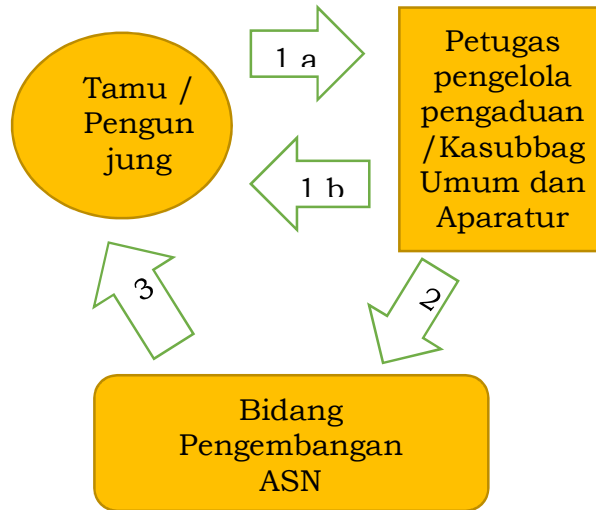 Tamu /
Pengun
jung
1 a
1 b
Petugas
pengelola
pengaduan
/Kasubbag
Umum dan
Aparatur
3
2
Bidang
Pengembangan
ASN